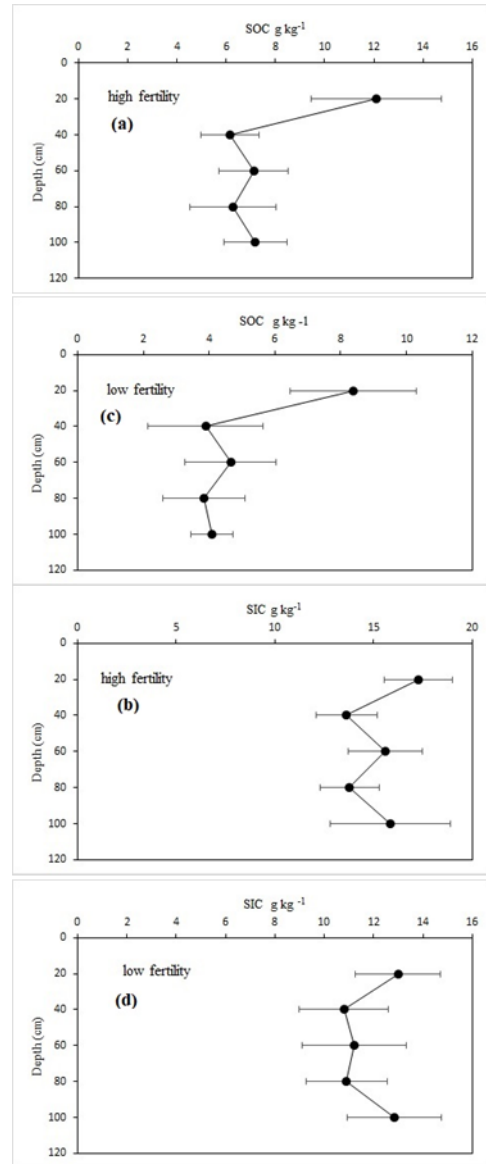 SOC g kg-1
0 2 4 6 8 10 12 14 16
0
20
40
60
80
100
120
Depth (cm)
high fertility
(a)
SOC g kg -1
0 2 4 6 8 10 12
0
20
40
60
80
100
120
Depth (cm)
low fertility
(c)
SIC g kg-1
0 5 10 15 20
0
20
40
60
80
100
120
Depth (cm)
high fertility
(b)
SIC g kg-1
0 2 4 6 8 10 12 14 16
0
20
40
60
80
100
120
Depth (cm)
low fertility
(d)